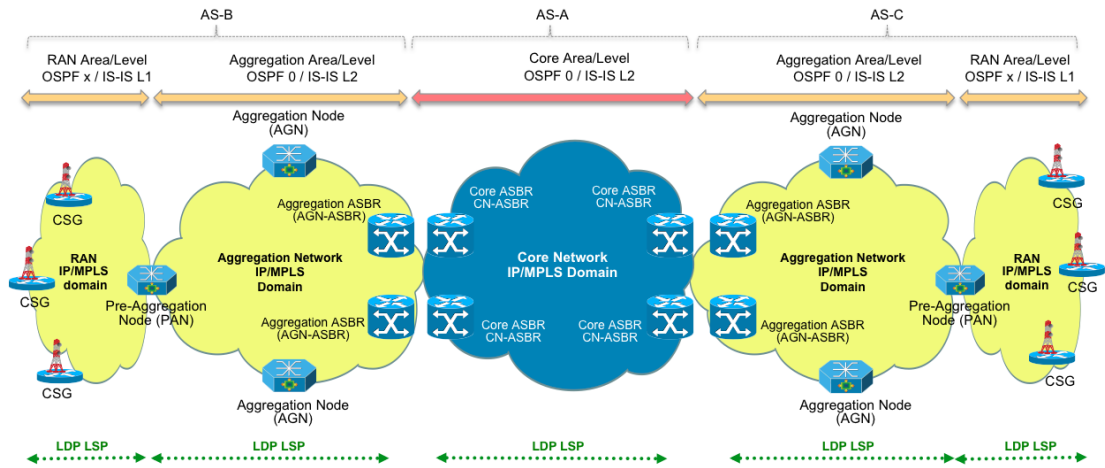 AS-B
AS-A
AS-C
RAN Area/Level
OSPF x / IS-IS L1
Aggregation Area/Level
OSPF 0 / IS-IS L2
Core Area/Level
OSPF 0 / IS-IS L2
Aggregation Area/Level
OSPF 0 / IS-IS L2
RAN Area/Level
OSPF x / IS-IS L1
Aggregation Node
(AGN)
Aggregation Node
(AGN)
CSG
CSG
CSG
RAN
IP/MPLS
domain
Pre-Aggregation
Node (PAN)
Aggregation ASBR
(AGN-ASBR)
Aggregation Network
IP/MPLS
Domain
Aggregation ASBR
(AGN-ASBR)
Aggregation Node
(AGN)
Core ASBR
CN-ASBR
Core ASBR
CN-ASBR
Core Network
IP/MPLS Domain
Core ASBR
CN-ASBR
Core ASBR
CN-ASBR
Aggregation ASBR
(AGN-ASBR)
Aggregation Network
IP/MPLS
Domain
Aggregation ASBR
(AGN-ASBR)
Aggregation Node
(AGN)
Pre-Aggregation
Node (PAN)
RAN
IP/MPLS
domain
CSG
CSG
CSG
LDP LSP
LDP LSP
LDP LSP
LDP LSP
LDP LSP